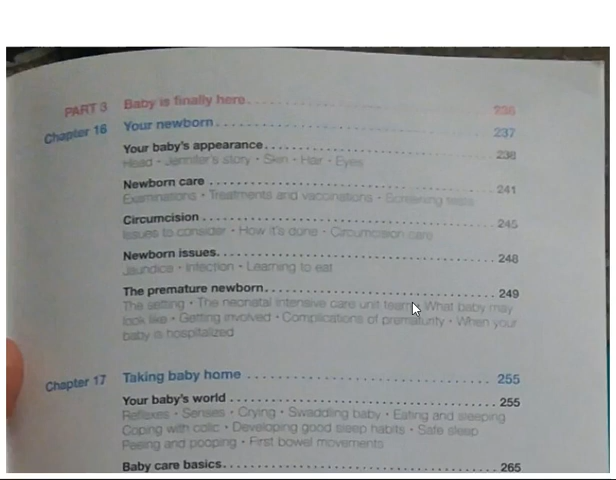 PART 3 Baby is finally here. . . . . . . . . . . . . . . . . . . . . . . . . . . . . . . . . . 236
Chapter 16 Your newborn. . . . . . . . . . . . . . . . . . . . . . . . . . . . . . . . . . . . . 237
Your baby's appearance. . . . . . . . . . . . . . . . . . . . . . . . . . . . . . . . 238
Head • Jennifer's story • Skin • Hair • Eyes
Newborn care . . . . . . . . . . . . . . . . . . . . . . . . . . . . . . . . . . . . . . . . 241
Examinations • Treatments and vaccinations • Screening tests
Circumcision . . . . . . . . . . . . . . . . . . . . . . . . . . . . . . . . . . . . . . . . . 245
Issues to consider • How it's done • Circumcision care
Newborn issues. . . . . . . . . . . . . . . . . . . . . . . . . . . . . . . . . . . . . . . 248
Jaundice • Infection • Learning to eat
The premature newborn. . . . . . . . . . . . . . . . . . . . . . . . . . . . . . . . 249
The setting • The neonatal intensive care unit team • What baby may
look like • Getting involved • Complications of prematurity • When your
baby is hospitalized
Chapter 17 Taking baby home . . . . . . . . . . . . . . . . . . . . . . . . . . . . . . . . . 255
Your baby's world . . . . . . . . . . . . . . . . . . . . . . . . . . . . . . . . . . . . . 255
Reflexes • Senses • Crying • Swaddling baby • Eating and sleeping
Coping with colic • Developing good sleep habits • Safe sleep
Peeing and pooping • First bowel movements
Baby care basics. . . . . . . . . . . . . . . . . . . . . . . . . . . . . . . . . . . . . . 265